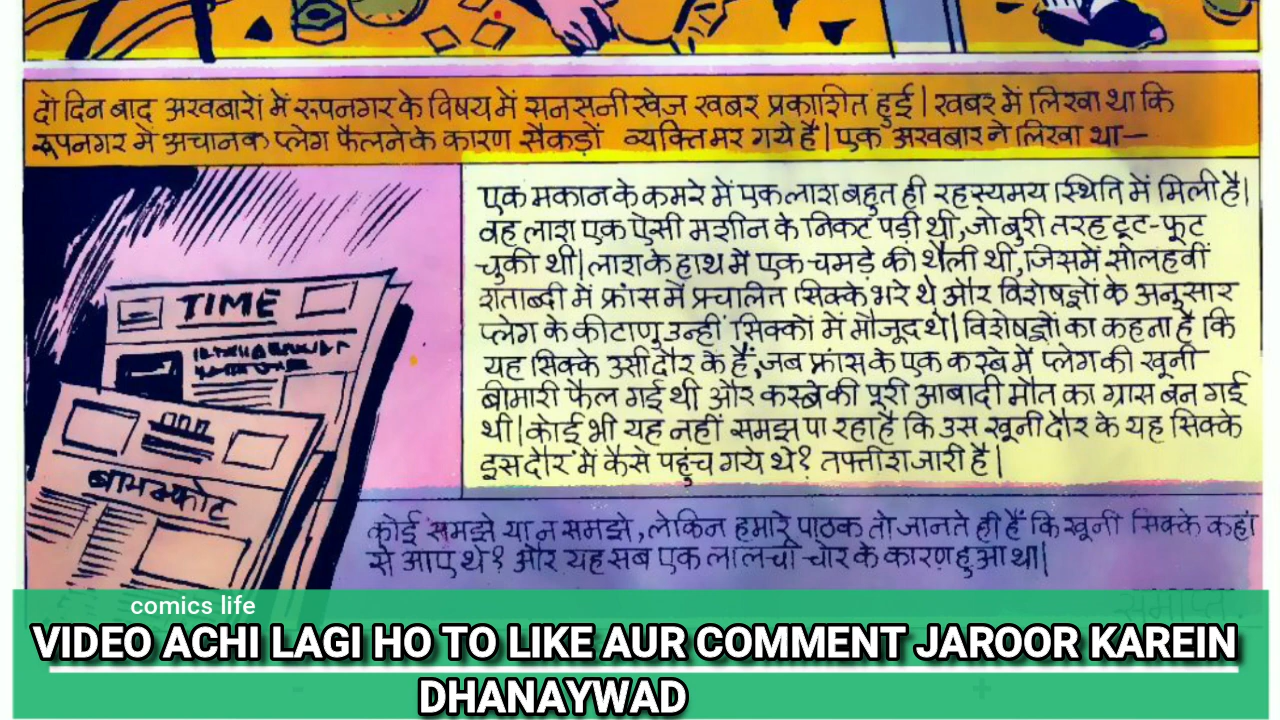 दो दिन बाद अखबारों में रूपनगर के विषय में सनसनीखेज खबर प्रकाशित हुई। खबर में लिखा था कि
रूपनगर में अचानक प्लेग फैलने के कारण सैकड़ों व्यक्ति मर गये हैं। एक अखबार ने लिखा था—
एक मकान के कमरे में एक लाश बहुत ही रहस्यमय स्थिति में मिली है।
वह लाश एक ऐसी मशीन के निकट पड़ी थी, जो बुरी तरह टूट-फूट
चुकी थी। लाश के हाथ में एक चमड़े की थैली थी, जिसमें सोलहवीं
शताब्दी में फ्रांस में प्रचलित सिक्के भरे थे और विशेषज्ञों के अनुसार
प्लेग के कीटाणु उन्हीं सिक्कों में मौजूद थे। विशेषज्ञों का कहना है कि
यह सिक्के उसी दौर के हैं, जब फ्रांस के एक कस्बे में प्लेग की खूनी
बीमारी फैल गई थी और कस्बे की पूरी आबादी मौत का ग्रास बन गई
थी। कोई भी यह नहीं समझ पा रहा है कि उस खूनी दौर के यह सिक्के
इस दौर में कैसे पहुंच गये थे? तफ्तीश जारी है।
TIME
कोई समझे या न समझे, लेकिन हमारे पाठक तो जानते ही हैं कि खूनी सिक्के कहां
से आए थे? और यह सब एक लालची चोर के कारण हुआ था।
समाप्त.
comics life
VIDEO ACHI LAGI HO TO LIKE AUR COMMENT JAROOR KAREIN
DHANAYWAD